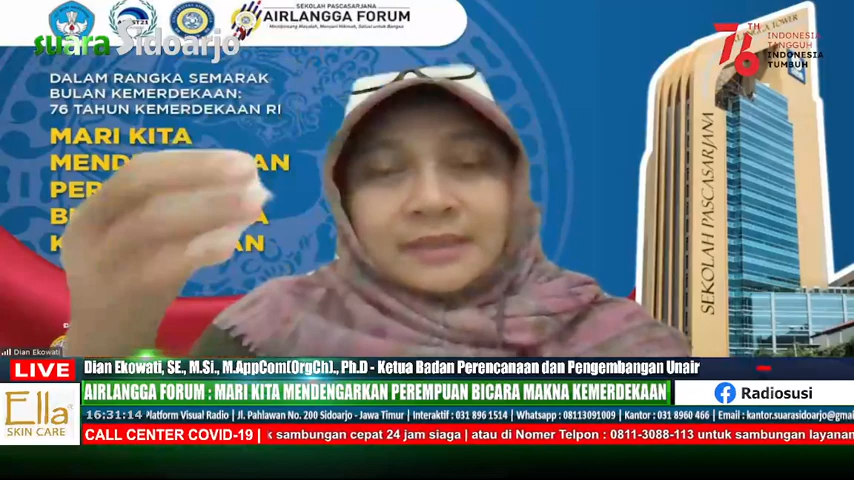 SEKOLAH PASCASARJANA
AIRLANGGA FORUM
suara Sidoarjo
DALAM RANGKA SEMARAK
BULAN KEMERDEKAAN:
76 TAHUN KEMERDEKAAN RI
MARI KITA
76 TH
INDONESIA
TANGGUH
INDONESIA
TUMBUH
SEKOLAH PASCASARJANA
Dian Ekowati
LIVE
Dian Ekowati, SE., M.Si., M.AppCom(OrgCh)., Ph.D - Ketua Badan Perencanaan dan Pengembangan Unair
AIRLANGGA FORUM : MARI KITA MENDENGARKAN PEREMPUAN BICARA MAKNA KEMERDEKAAN
Radiosusi
Ella
SKIN CARE
16:31:14 Platform Visual Radio | Jl. Pahlawan No. 200 Sidoarjo - Jawa Timur | Interaktif : 031 896 1514 | Whatsapp : 08113091009 | Kantor : 031 8960 466 | Email : kantor.suarasidoarjo@gmail
CALL CENTER COVID-19 | k sambungan cepat 24 jam siaga | atau di Nomer Telpon : 0811-3088-113 untuk sambungan layanan